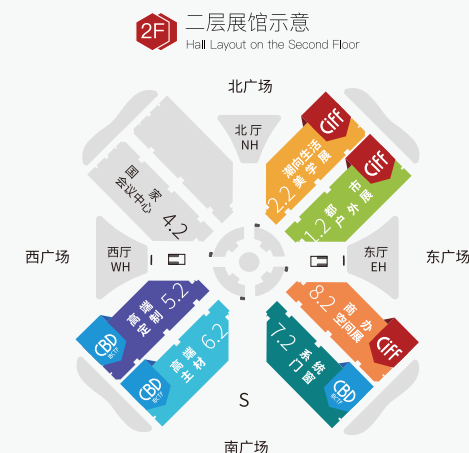 2F
二层展馆示意
Hall Layout on the Second Floor
北广场
北厅
NH
CiFF
潮向生活
美学展
2.2
CiFF
都市
户外展
1.2
国家
会议中心
4.2
西广场
西厅
WH
东厅
EH
东广场
高端
定制
5.2
CBD
BCTF
高端
主材
6.2
CBD
BCTF
8.2
商办
空间展
CiFF
7.2
系统
门窗
CBD
BCTF
S
南广场